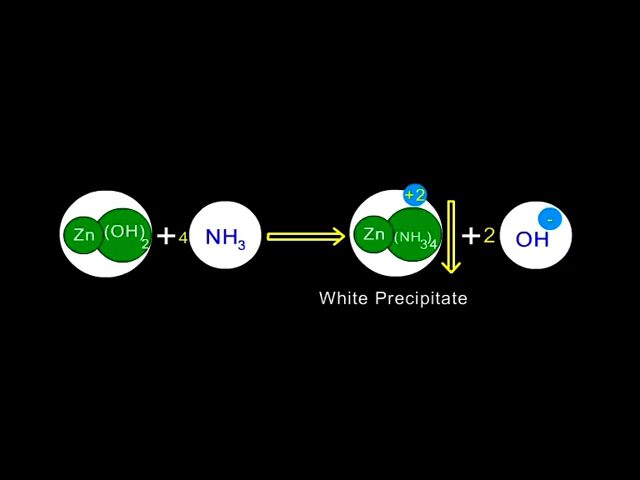 Zn (OH)2 + 4 NH3 ⟹ Zn (NH3)4 +2 ↓ + 2 OH -
White Precipitate